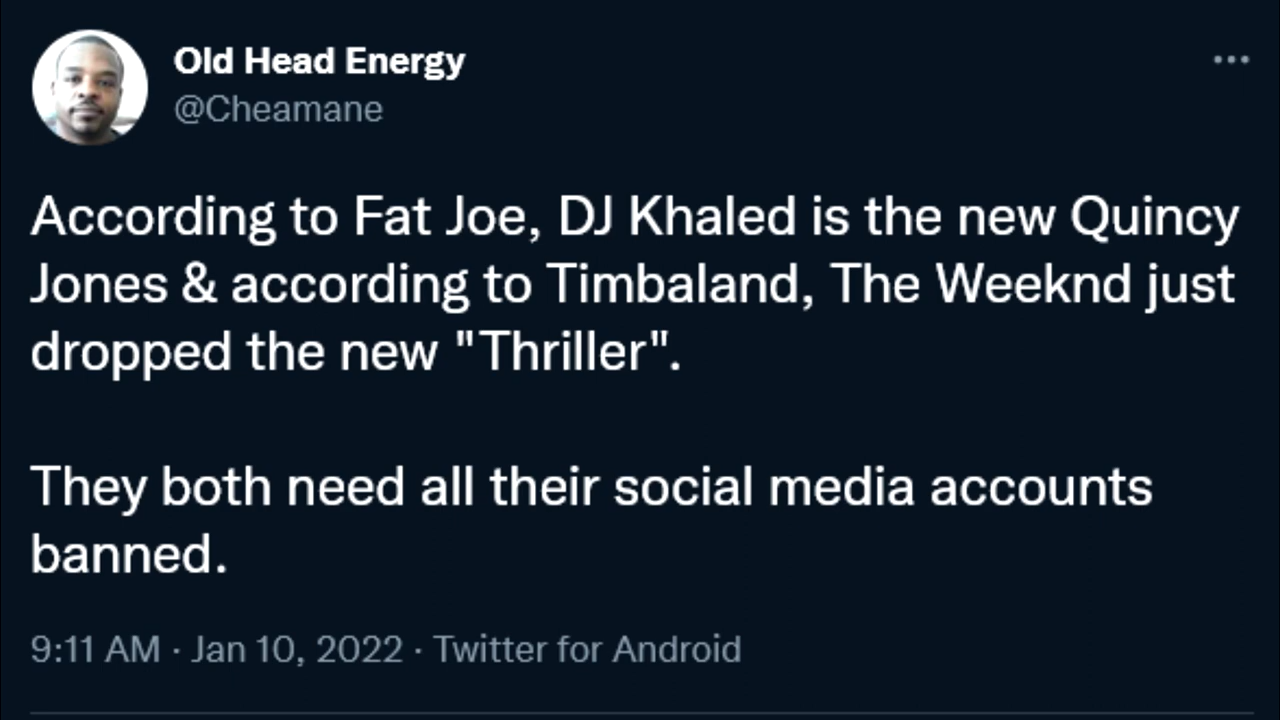 Old Head Energy
@Cheamane
According to Fat Joe, DJ Khaled is the new Quincy
Jones & according to Timbaland, The Weeknd just
dropped the new "Thriller".
They both need all their social media accounts
banned.
9:11 AM · Jan 10, 2022 · Twitter for Android